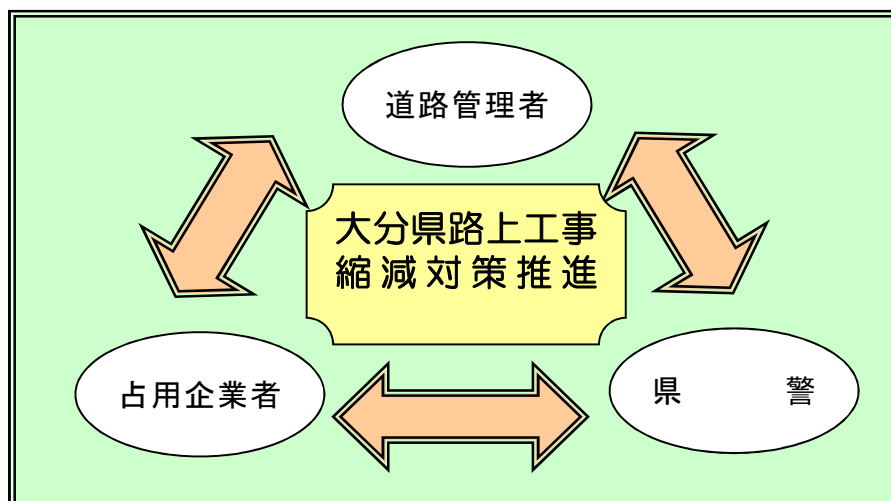 道路管理者
大分県路上工事
縮減対策推進
占用企業者
県　　　警